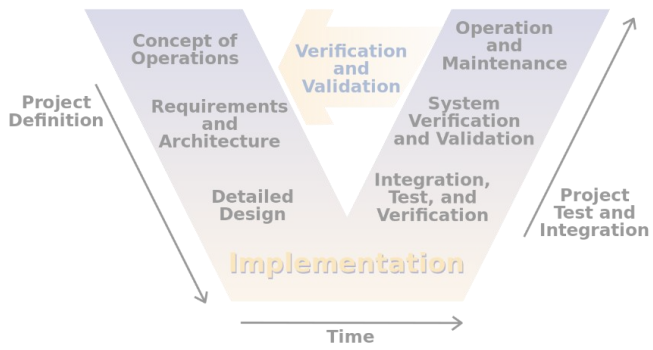 Concept of
Operations
Verification
and
Validation
Operation
and
Maintenance
Project
Definition
Requirements
and
Architecture
System
Verification
and Validation
Detailed
Design
Integration,
Test, and
Verification
Project
Test and
Integration
Implementation
Time